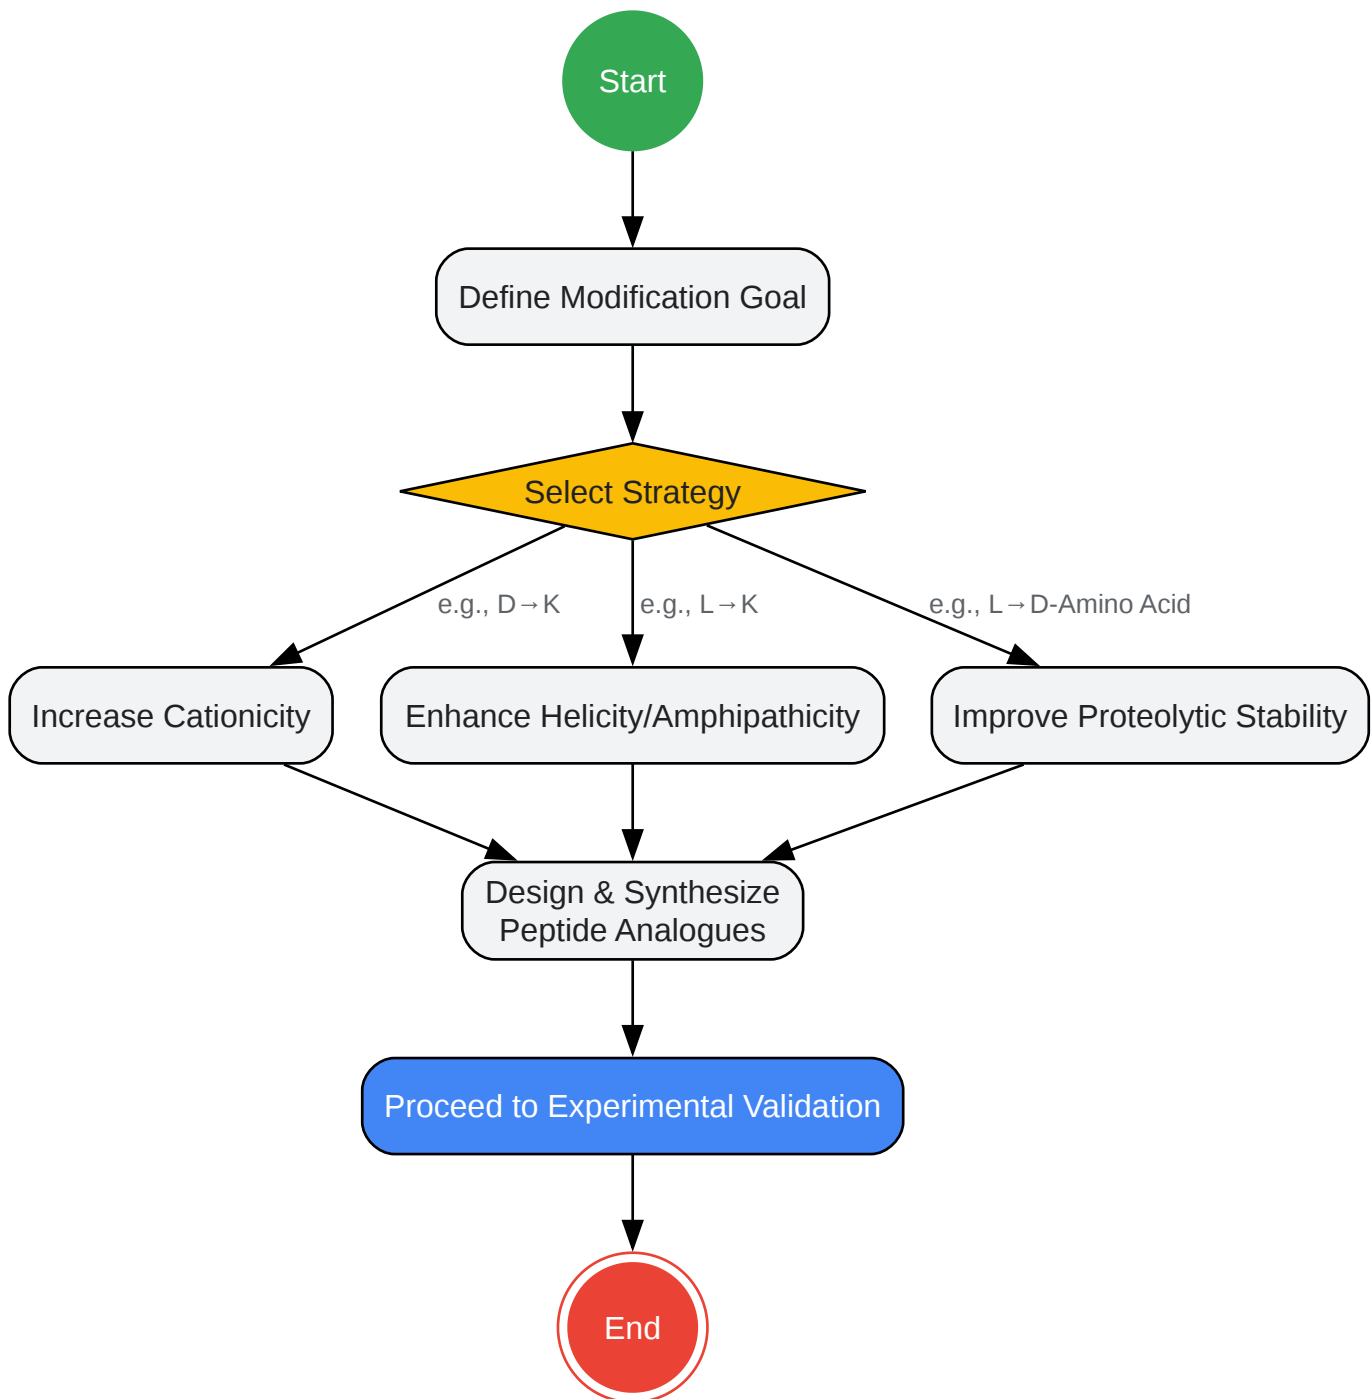 Start
Define Modification Goal
Select Strategy
e.g., D→K
e.g., L→K
e.g., L→D-Amino Acid
Increase Cationicity
Enhance Helicity/Amphipathicity
Improve Proteolytic Stability
Design & Synthesize
Peptide Analogues
Proceed to Experimental Validation
End